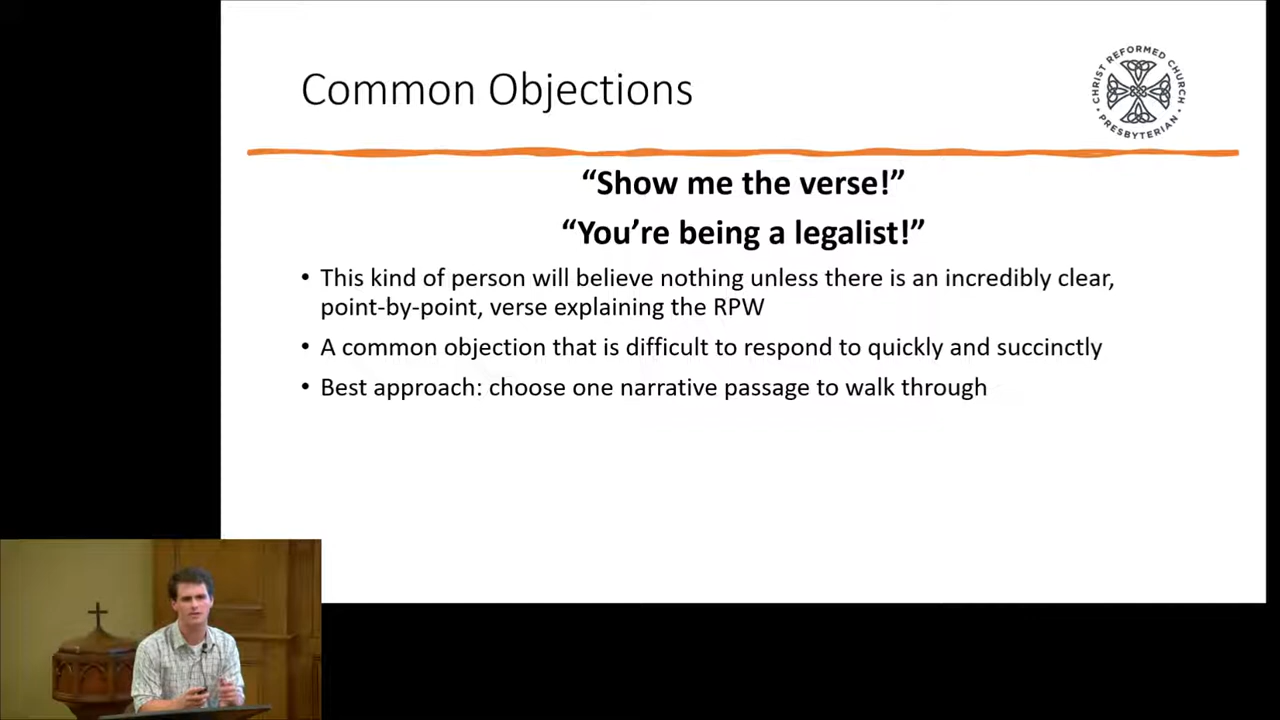 Common Objections
CHRIST REFORMED CHURCH
• PRESBYTERIAN •
“Show me the verse!”
“You’re being a legalist!”
• This kind of person will believe nothing unless there is an incredibly clear,
point-by-point, verse explaining the RPW
• A common objection that is difficult to respond to quickly and succinctly
• Best approach: choose one narrative passage to walk through